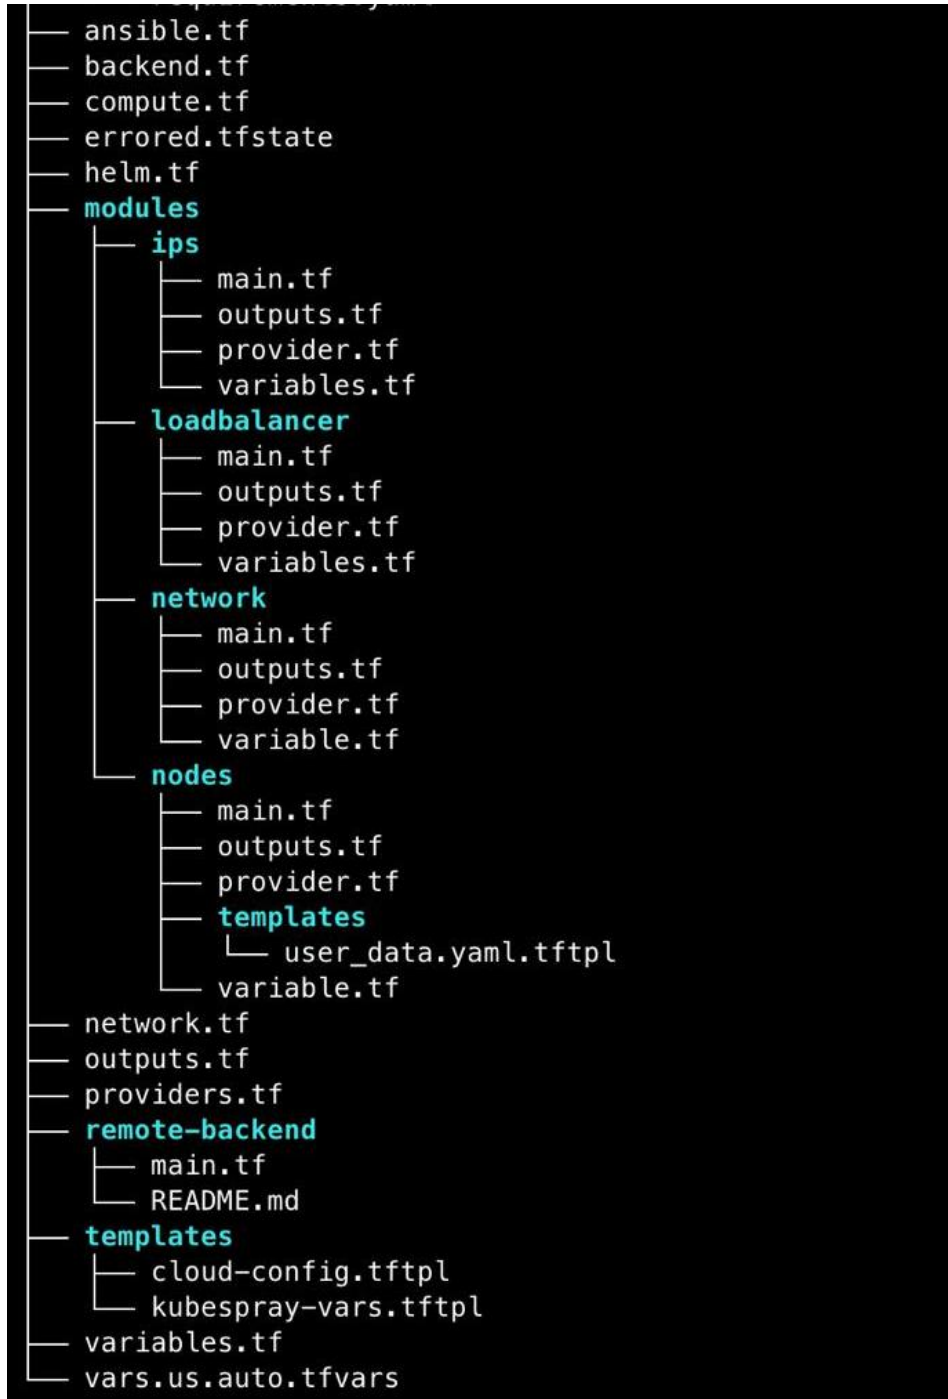 ansible.tf
backend.tf
compute.tf
errored.tfstate
helm.tf
modules
ips
main.tf
outputs.tf
provider.tf
variables.tf
loadbalancer
main.tf
outputs.tf
provider.tf
variables.tf
network
main.tf
outputs.tf
provider.tf
variable.tf
nodes
main.tf
outputs.tf
provider.tf
templates
user_data.yaml.tftpl
variable.tf
network.tf
outputs.tf
providers.tf
remote-backend
main.tf
README.md
templates
cloud-config.tftpl
kubespray-vars.tftpl
variables.tf
vars.us.auto.tfvars